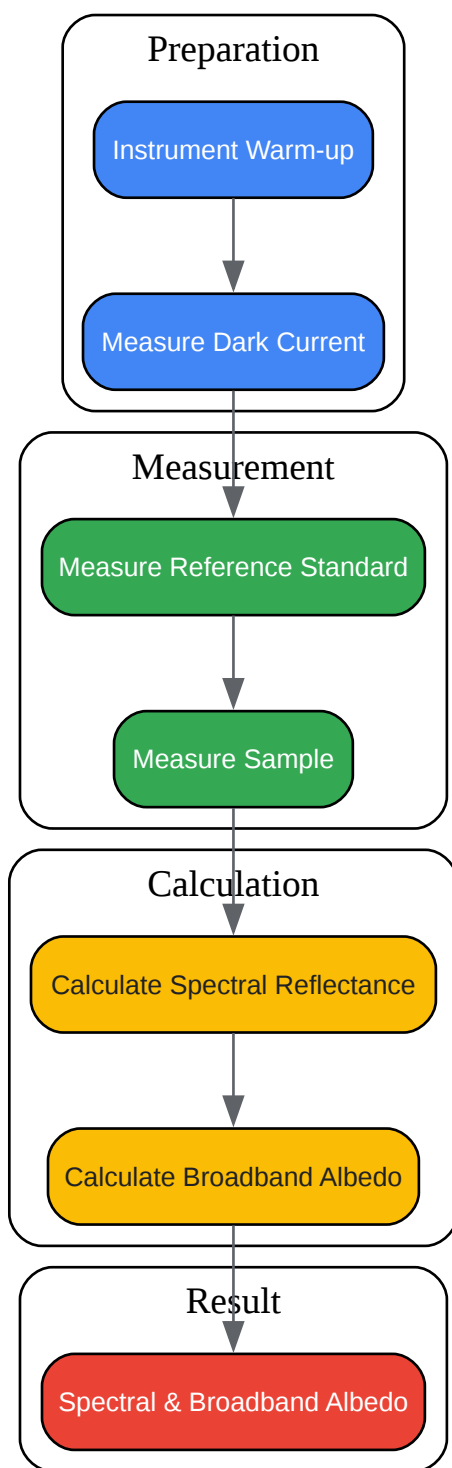 Preparation
Instrument Warm-up
Measure Dark Current
Measurement
Measure Reference Standard
Measure Sample
Calculation
Calculate Spectral Reflectance
Calculate Broadband Albedo
Result
Spectral & Broadband Albedo